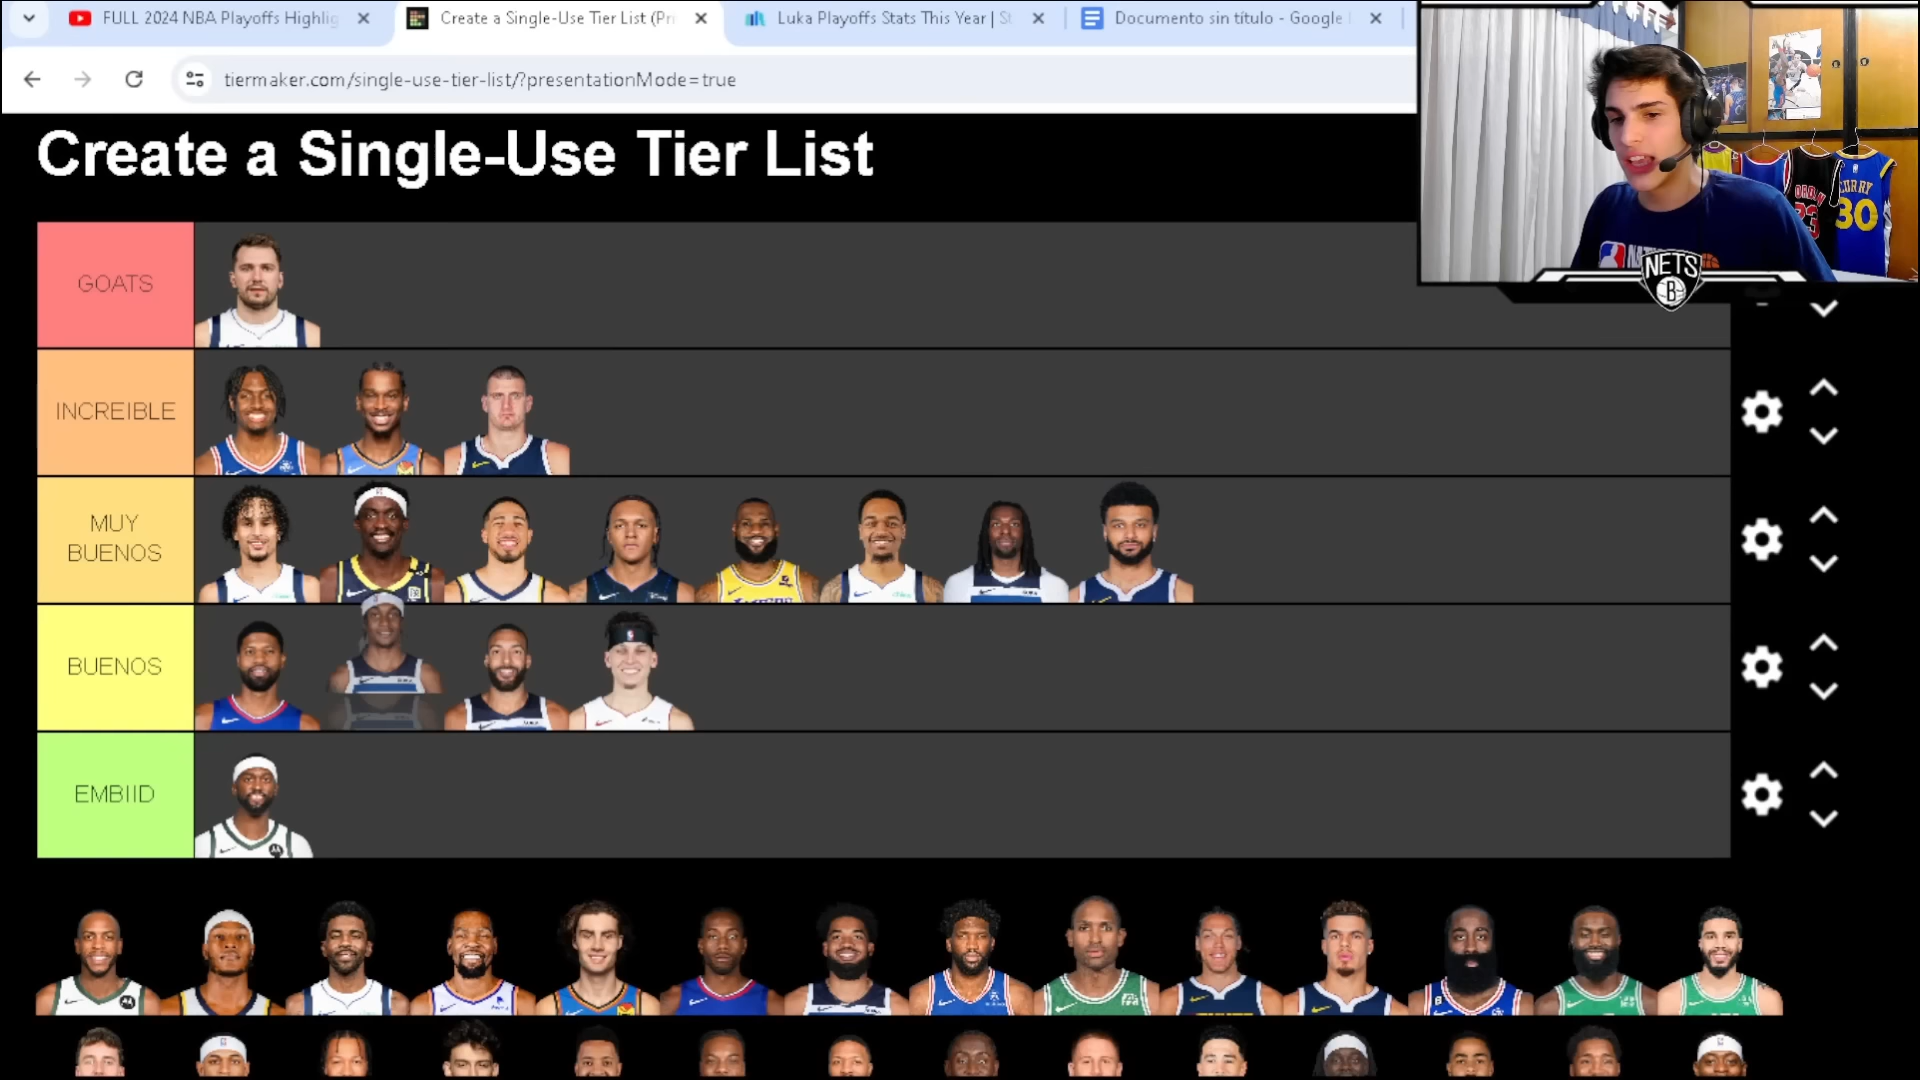 FULL 2024 NBA Playoffs Highlig
Create a Single-Use Tier List (Pri
Luka Playoffs Stats This Year | St
Documento sin título - Google
tiermaker.com/single-use-tier-list/?presentationMode=true
Create a Single-Use Tier List
CURRY
30
23
NETS
B
GOATS
INCREIBLE
MUY
BUENOS
BUENOS
EMBIID